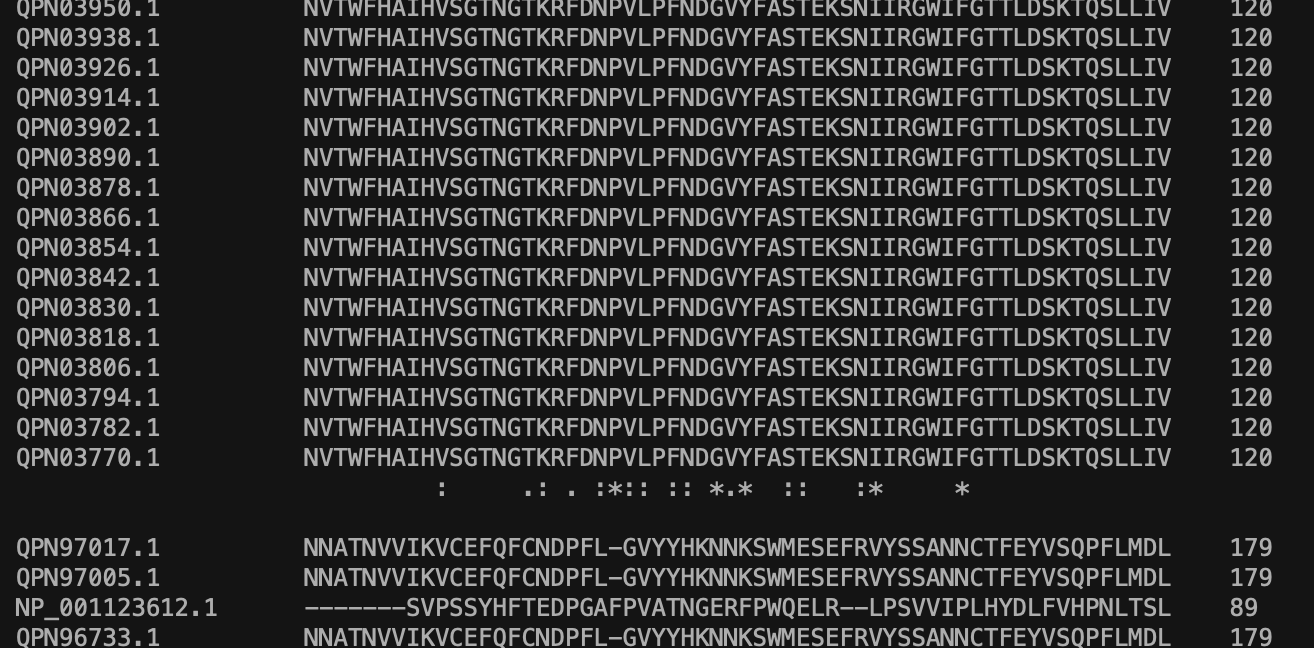 QPN03950.1 NVTWFHAIHVSGTNGTKRFDNPVLPFNDGVYFASTEKSNIIRGWIFGTTLDSKTQSLLIV 120
QPN03938.1 NVTWFHAIHVSGTNGTKRFDNPVLPFNDGVYFASTEKSNIIRGWIFGTTLDSKTQSLLIV 120
QPN03926.1 NVTWFHAIHVSGTNGTKRFDNPVLPFNDGVYFASTEKSNIIRGWIFGTTLDSKTQSLLIV 120
QPN03914.1 NVTWFHAIHVSGTNGTKRFDNPVLPFNDGVYFASTEKSNIIRGWIFGTTLDSKTQSLLIV 120
QPN03902.1 NVTWFHAIHVSGTNGTKRFDNPVLPFNDGVYFASTEKSNIIRGWIFGTTLDSKTQSLLIV 120
QPN03890.1 NVTWFHAIHVSGTNGTKRFDNPVLPFNDGVYFASTEKSNIIRGWIFGTTLDSKTQSLLIV 120
QPN03878.1 NVTWFHAIHVSGTNGTKRFDNPVLPFNDGVYFASTEKSNIIRGWIFGTTLDSKTQSLLIV 120
QPN03866.1 NVTWFHAIHVSGTNGTKRFDNPVLPFNDGVYFASTEKSNIIRGWIFGTTLDSKTQSLLIV 120
QPN03854.1 NVTWFHAIHVSGTNGTKRFDNPVLPFNDGVYFASTEKSNIIRGWIFGTTLDSKTQSLLIV 120
QPN03842.1 NVTWFHAIHVSGTNGTKRFDNPVLPFNDGVYFASTEKSNIIRGWIFGTTLDSKTQSLLIV 120
QPN03830.1 NVTWFHAIHVSGTNGTKRFDNPVLPFNDGVYFASTEKSNIIRGWIFGTTLDSKTQSLLIV 120
QPN03818.1 NVTWFHAIHVSGTNGTKRFDNPVLPFNDGVYFASTEKSNIIRGWIFGTTLDSKTQSLLIV 120
QPN03806.1 NVTWFHAIHVSGTNGTKRFDNPVLPFNDGVYFASTEKSNIIRGWIFGTTLDSKTQSLLIV 120
QPN03794.1 NVTWFHAIHVSGTNGTKRFDNPVLPFNDGVYFASTEKSNIIRGWIFGTTLDSKTQSLLIV 120
QPN03782.1 NVTWFHAIHVSGTNGTKRFDNPVLPFNDGVYFASTEKSNIIRGWIFGTTLDSKTQSLLIV 120
QPN03770.1 NVTWFHAIHVSGTNGTKRFDNPVLPFNDGVYFASTEKSNIIRGWIFGTTLDSKTQSLLIV 120
:     .: . :*:: :: *.*  ::   :*     *
QPN97017.1 NNATNVVIKVCEFQFCNDPFL-GVYYHKNNKSWMESEFRVYSSANNCTFEYVSQPFLMDL 179
QPN97005.1 NNATNVVIKVCEFQFCNDPFL-GVYYHKNNKSWMESEFRVYSSANNCTFEYVSQPFLMDL 179
NP_001123612.1 -------SVPSSYHFTEDPGAFPVATNGERFPWQELR--LPSVVIPLHYDLFVHPNLTSL 89
QPN96733.1 NNATNVVIKVCEFQFCNDPFL-GVYYHKNNKSWMESEFRVYSSANNCTFEYVSQPFLMDL 179